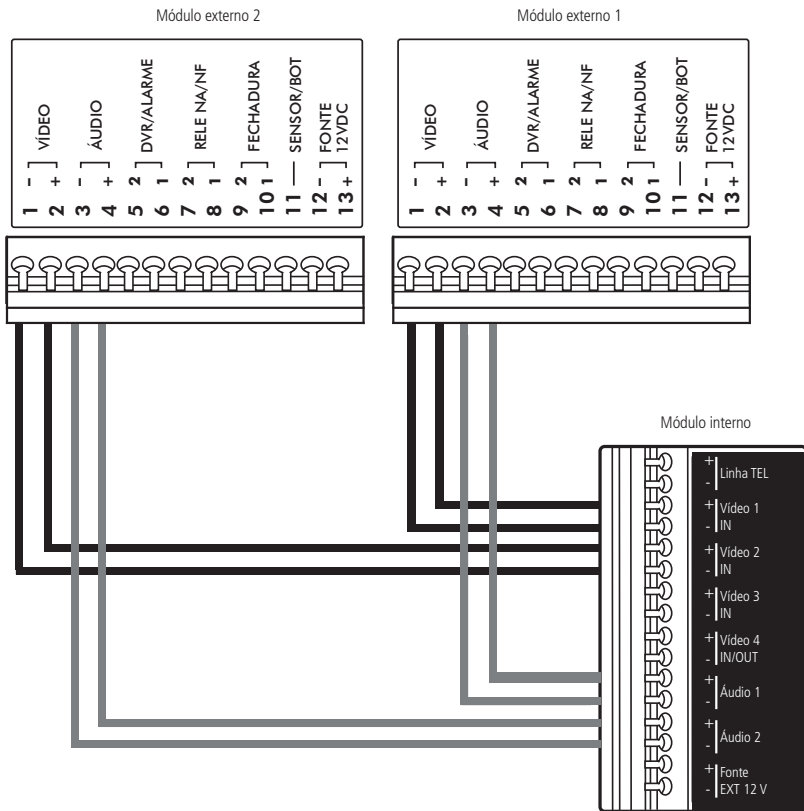 Módulo externo 2
VÍDEO
ÁUDIO
DVR/ALARME
RELE NA/NF
FECHADURA
SENSOR/BOT
FONTE
12VDC
1 -
2 +
3 -
4 +
5 2
6 1
7 2
8 1
9 2
10 1
11
12 -
13 +
Módulo externo 1
VÍDEO
ÁUDIO
DVR/ALARME
RELE NA/NF
FECHADURA
SENSOR/BOT
FONTE
12VDC
1 -
2 +
3 -
4 +
5 2
6 1
7 2
8 1
9 2
10 1
11
12 -
13 +
Módulo interno
+
- Linha TEL
+ Vídeo 1
- IN
+ Vídeo 2
- IN
+ Vídeo 3
- IN
+ Vídeo 4
- IN/OUT
+
- Áudio 1
+
- Áudio 2
+ Fonte
- EXT 12 V